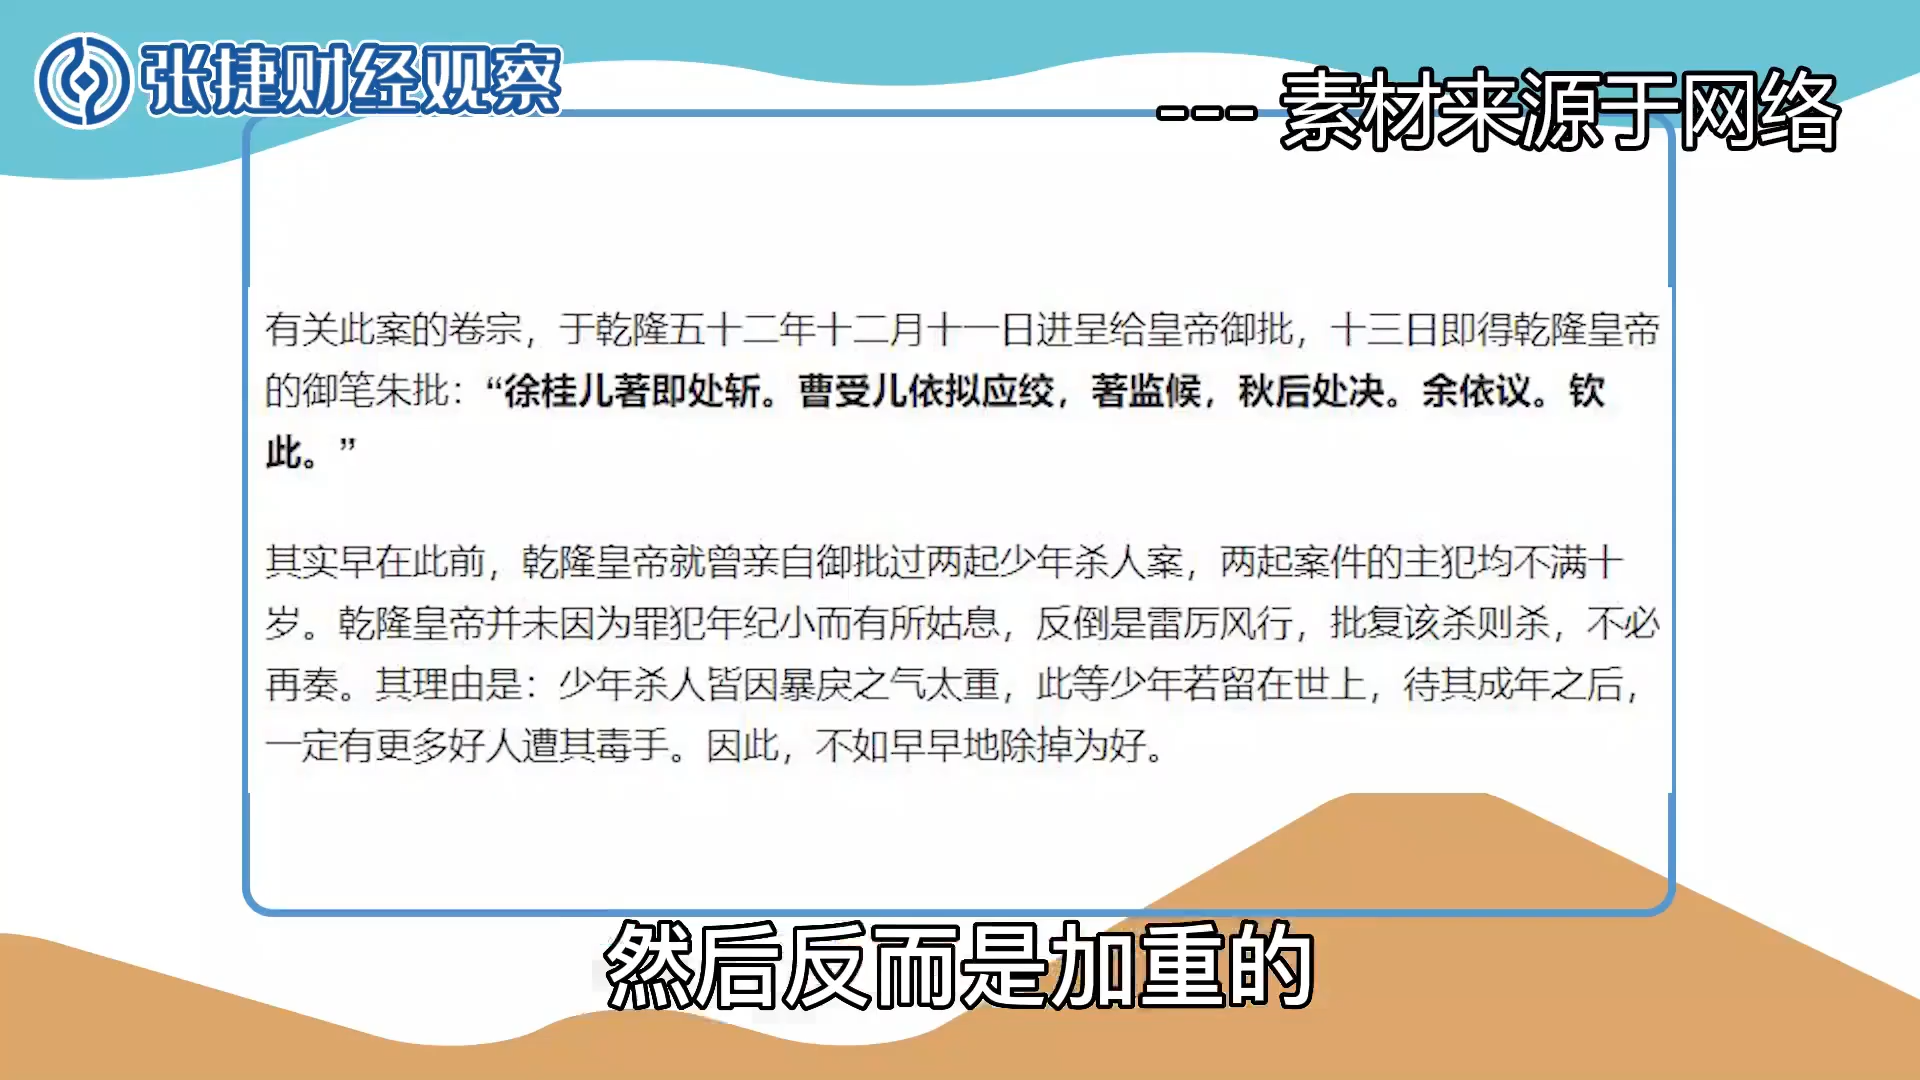 张捷财经观察
--- 素材来源于网络
有关此案的卷宗，于乾隆五十二年十二月十一日进呈给皇帝御批，十三日即得乾隆皇帝
的御笔朱批：“徐桂儿著即处斩。曹受儿依拟应绞，著监候，秋后处决。余依议。钦
此。”
其实早在此前，乾隆皇帝就曾亲自御批过两起少年杀人案，两起案件的主犯均不满十
岁。乾隆皇帝并未因为罪犯年纪小而有所姑息，反倒是雷厉风行，批复该杀则杀，不必
再奏。其理由是：少年杀人皆因暴戾之气太重，此等少年若留在世上，待其成年之后，
一定有更多好人遭其毒手。因此，不如早早地除掉为好。
然后反而是加重的